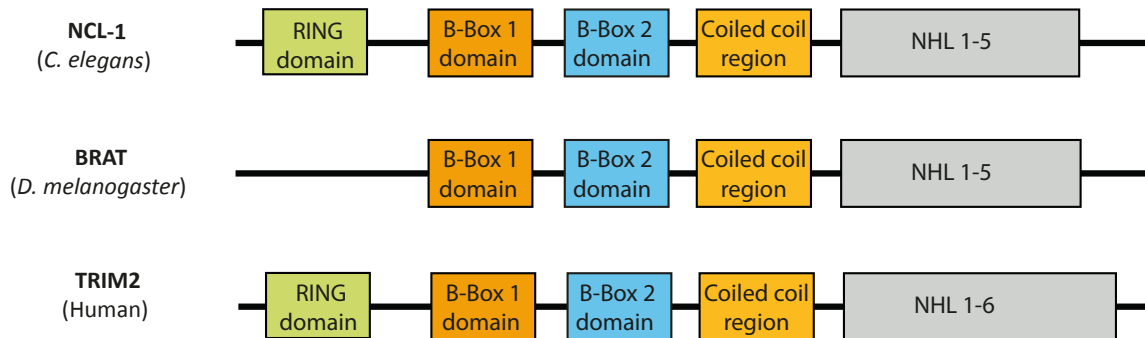 NCL-1
(C. elegans)
RING
domain
B-Box 1
domain
B-Box 2
domain
Coiled coil
region
NHL 1-5
BRAT
(D. melanogaster)
B-Box 1
domain
B-Box 2
domain
Coiled coil
region
NHL 1-5
TRIM2
(Human)
RING
domain
B-Box 1
domain
B-Box 2
domain
Coiled coil
region
NHL 1-6